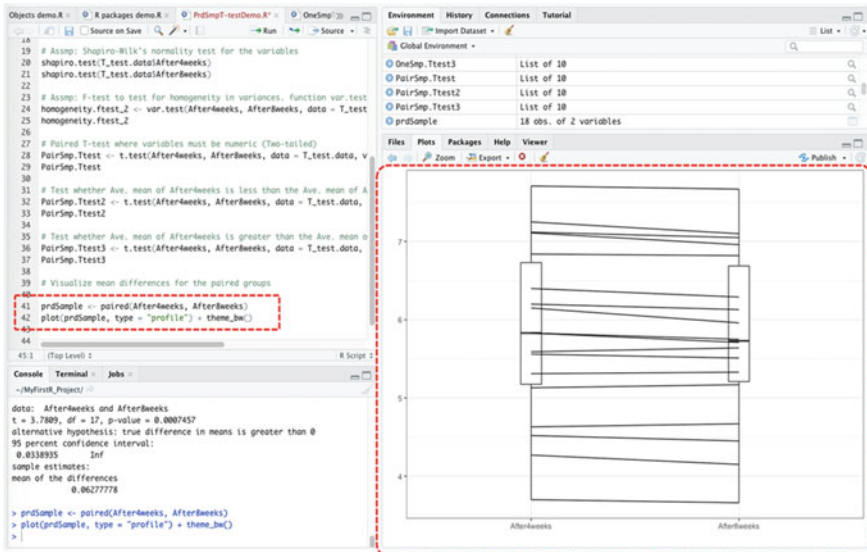 Objects demo.R
R packages demo.R
PrdSmpT-testDemo.R*
OneSmpT
Source on Save
Run
Source
18
19 # Assmp: Shapiro-Wilk's normality test for the variables
20 shapiro.test(T_test.data$After4weeks)
21 shapiro.test(T_test.data$After8weeks)
22
23 # Assmp: F-test to test for homogeneity in variances. function var.test
24 homogeneity.ftest_2 <- var.test(After4weeks, After8weeks, data = T_test
25 homogeneity.ftest_2
26
27 # Paired T-test where variables must be numeric (Two-tailed)
28 PairSmp.Ttest <- t.test(After4weeks, After8weeks, data = T_test.data, v
29 PairSmp.Ttest
30
31 # Test whether Ave. mean of After4weeks is less than the Ave. mean of A
32 PairSmp.Ttest2 <- t.test(After4weeks, After8weeks, data = T_test.data,
33 PairSmp.Ttest2
34
35 # Test whether Ave. mean of After4weeks is greater than the Ave. mean o
36 PairSmp.Ttest3 <- t.test(After4weeks, After8weeks, data = T_test.data,
37 PairSmp.Ttest3
38
39 # Visualize mean differences for the paired groups
40
41 prdSample <- paired(After4weeks, After8weeks)
42 plot(prdSample, type = "profile") + theme_bw()
43
44
45:1 (Top Level) R Script
Console Terminal Jobs
~/MyFirstR_Project/
data: After4weeks and After8weeks
t = 3.7809, df = 17, p-value = 0.0007457
alternative hypothesis: true difference in means is greater than 0
95 percent confidence interval:
0.0338935 Inf
sample estimates:
mean of the differences
0.06277778
> prdSample <- paired(After4weeks, After8weeks)
> plot(prdSample, type = "profile") + theme_bw()
>
Environment History Connections Tutorial
Import Dataset List
Global Environment
OneSmp.Ttest3 List of 10
PairSmp.Ttest List of 10
PairSmp.Ttest2 List of 10
PairSmp.Ttest3 List of 10
prdSample 18 obs. of 2 variables
Files Plots Packages Help Viewer
Zoom Export Publish
7
6
5
4
After4weeks After8weeks